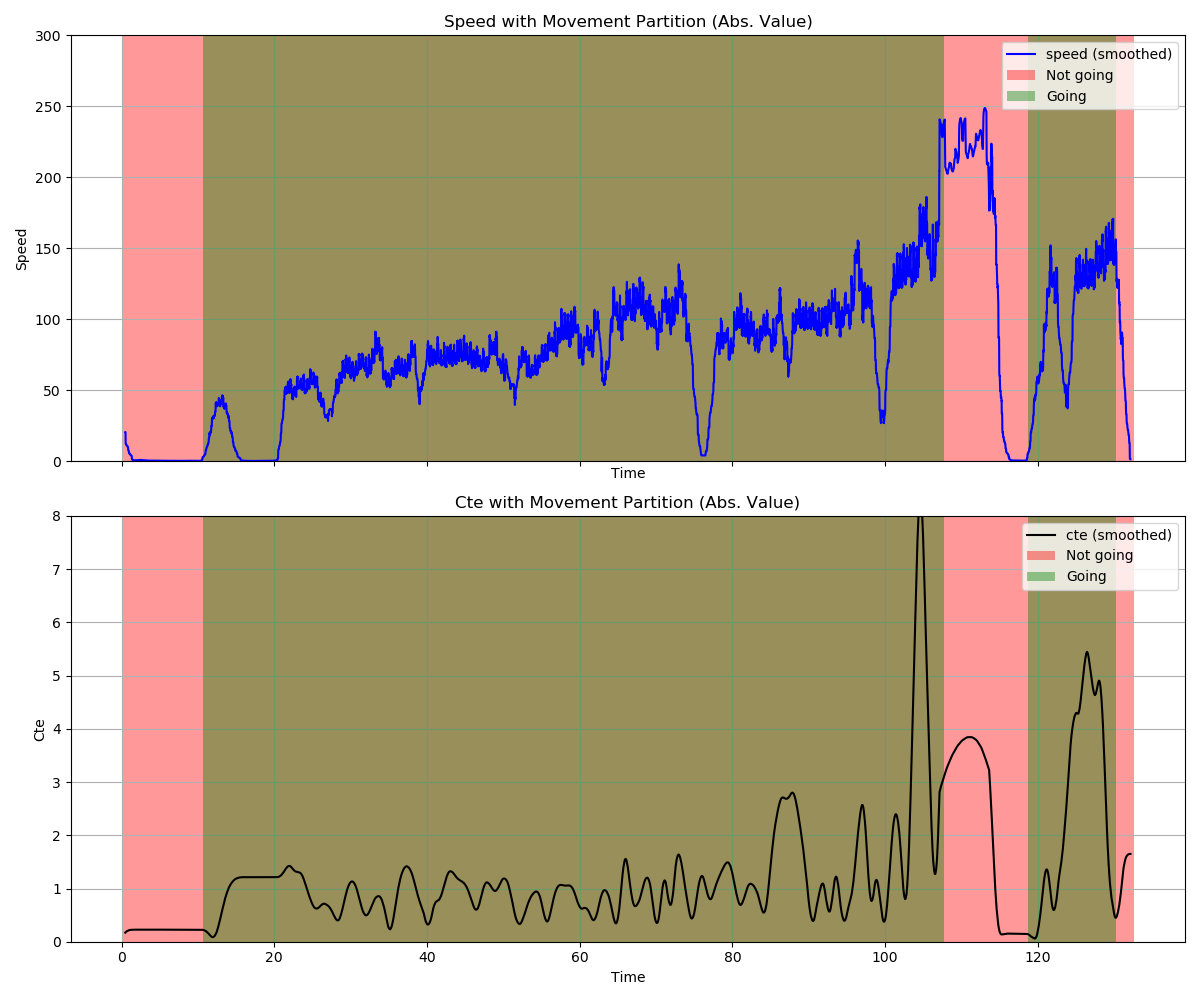 Speed with Movement Partition (Abs. Value)
300
250
200
150
100
50
0
Speed
speed (smoothed)
Not going
Going
Time
Cte with Movement Partition (Abs. Value)
8
7
6
5
4
3
2
1
0
Cte
cte (smoothed)
Not going
Going
0 20 40 60 80 100 120
Time